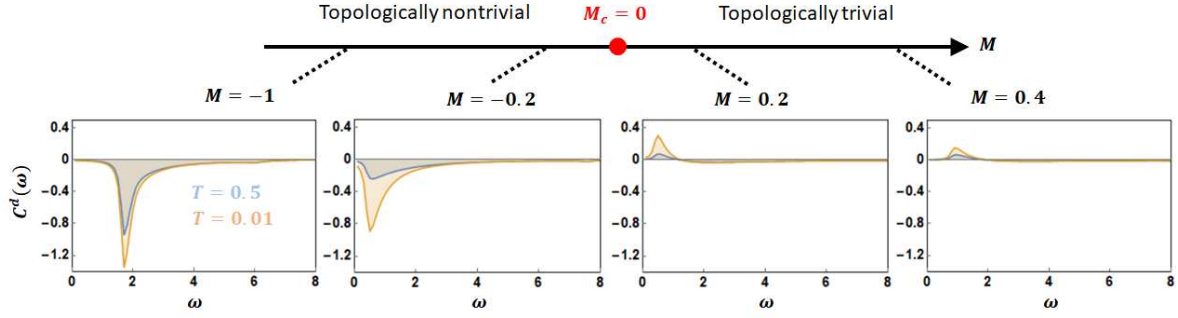 Topologically nontrivial M_c = 0 Topologically trivial
M
M = −1 M = −0.2 M = 0.2 M = 0.4
0.4 0.4 0.4 0.4
0 0 0 0
−0.4 −0.4 −0.4 −0.4
−0.8 −0.8 −0.8 −0.8
−1.2 −1.2 −1.2 −1.2
C^d(ω)
T = 0.5
T = 0.01
0 2 4 6 8 0 2 4 6 8 0 2 4 6 8 0 2 4 6 8
ω ω ω ω